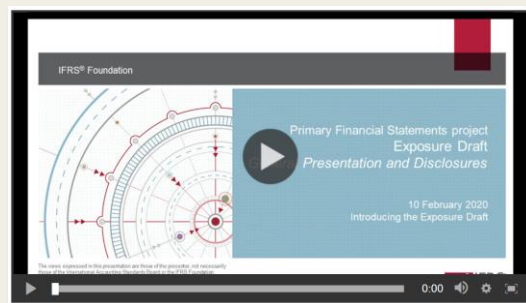 IFRS® Foundation
Primary Financial Statements project
Exposure Draft
Presentation and Disclosures
10 February 2020
Introducing the Exposure Draft
The views expressed in this presentation are those of the presenter, not necessarily
those of the International Accounting Standards Board or the IFRS Foundation.
0:00